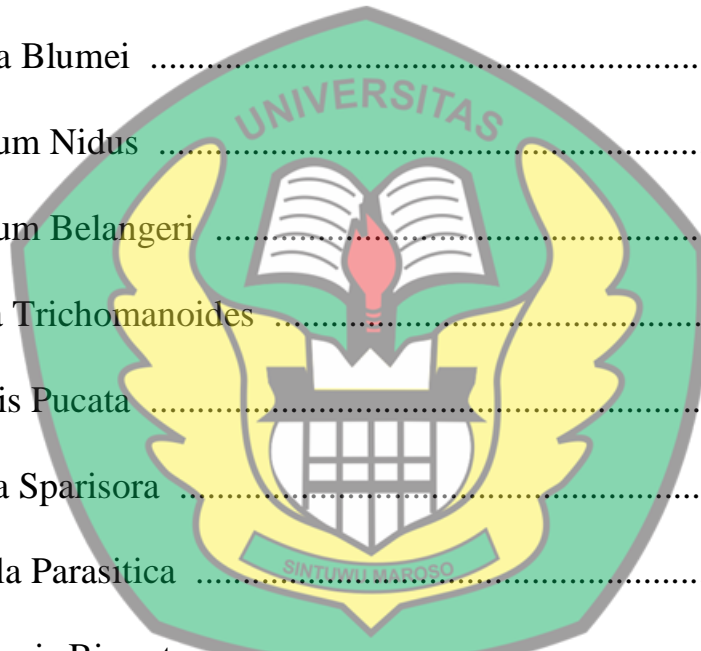 a Blumei ........................................................
UNIVERSITAS
um Nidus .......................................................
um Belangeri .................................................
a Trichomanoides ...........................................
is Pucata ........................................................
a Sparisora .....................................................
la Parasitica ...................................................
SINTUWU MAROSO